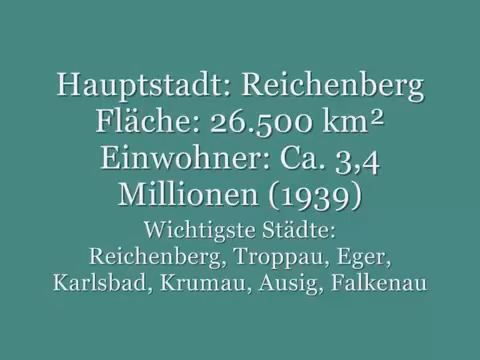 Hauptstadt: Reichenberg
Fläche: 26.500 km²
Einwohner: Ca. 3,4
Millionen (1939)
Wichtigste Städte:
Reichenberg, Troppau, Eger,
Karlsbad, Krumau, Ausig, Falkenau